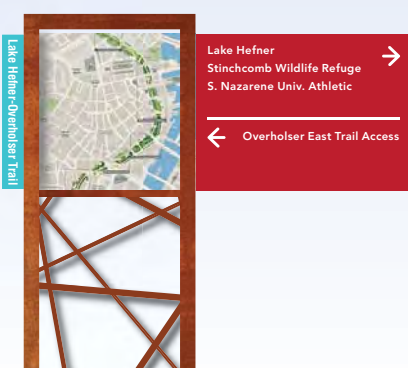 Lake Hefner-Overholser Trail
Lake Hefner
Stinchcomb Wildlife Refuge
S. Nazarene Univ. Athletic
Overholser East Trail Access